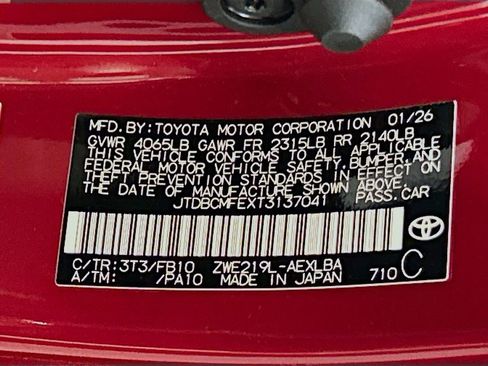 MFD.BY:TOYOTA MOTOR CORPORATION 01/26
GVWR 4065LB GAWR FR 2315LB RR 2140LB
THIS VEHICLE CONFORMS TO ALL APPLICABLE
FEDERAL MOTOR VEHICLE SAFETY,BUMPER,AND
THEFT PREVENTION STANDARDS IN EFFECT ON
THE DATE OF MANUFACTURE SHOWN ABOVE.
JTDBCMFEXT3137041 PASS.CAR
C/TR:3T3/FB10 ZWE219L-AEXLBA
A/TM: /PA10 MADE IN JAPAN 710 C